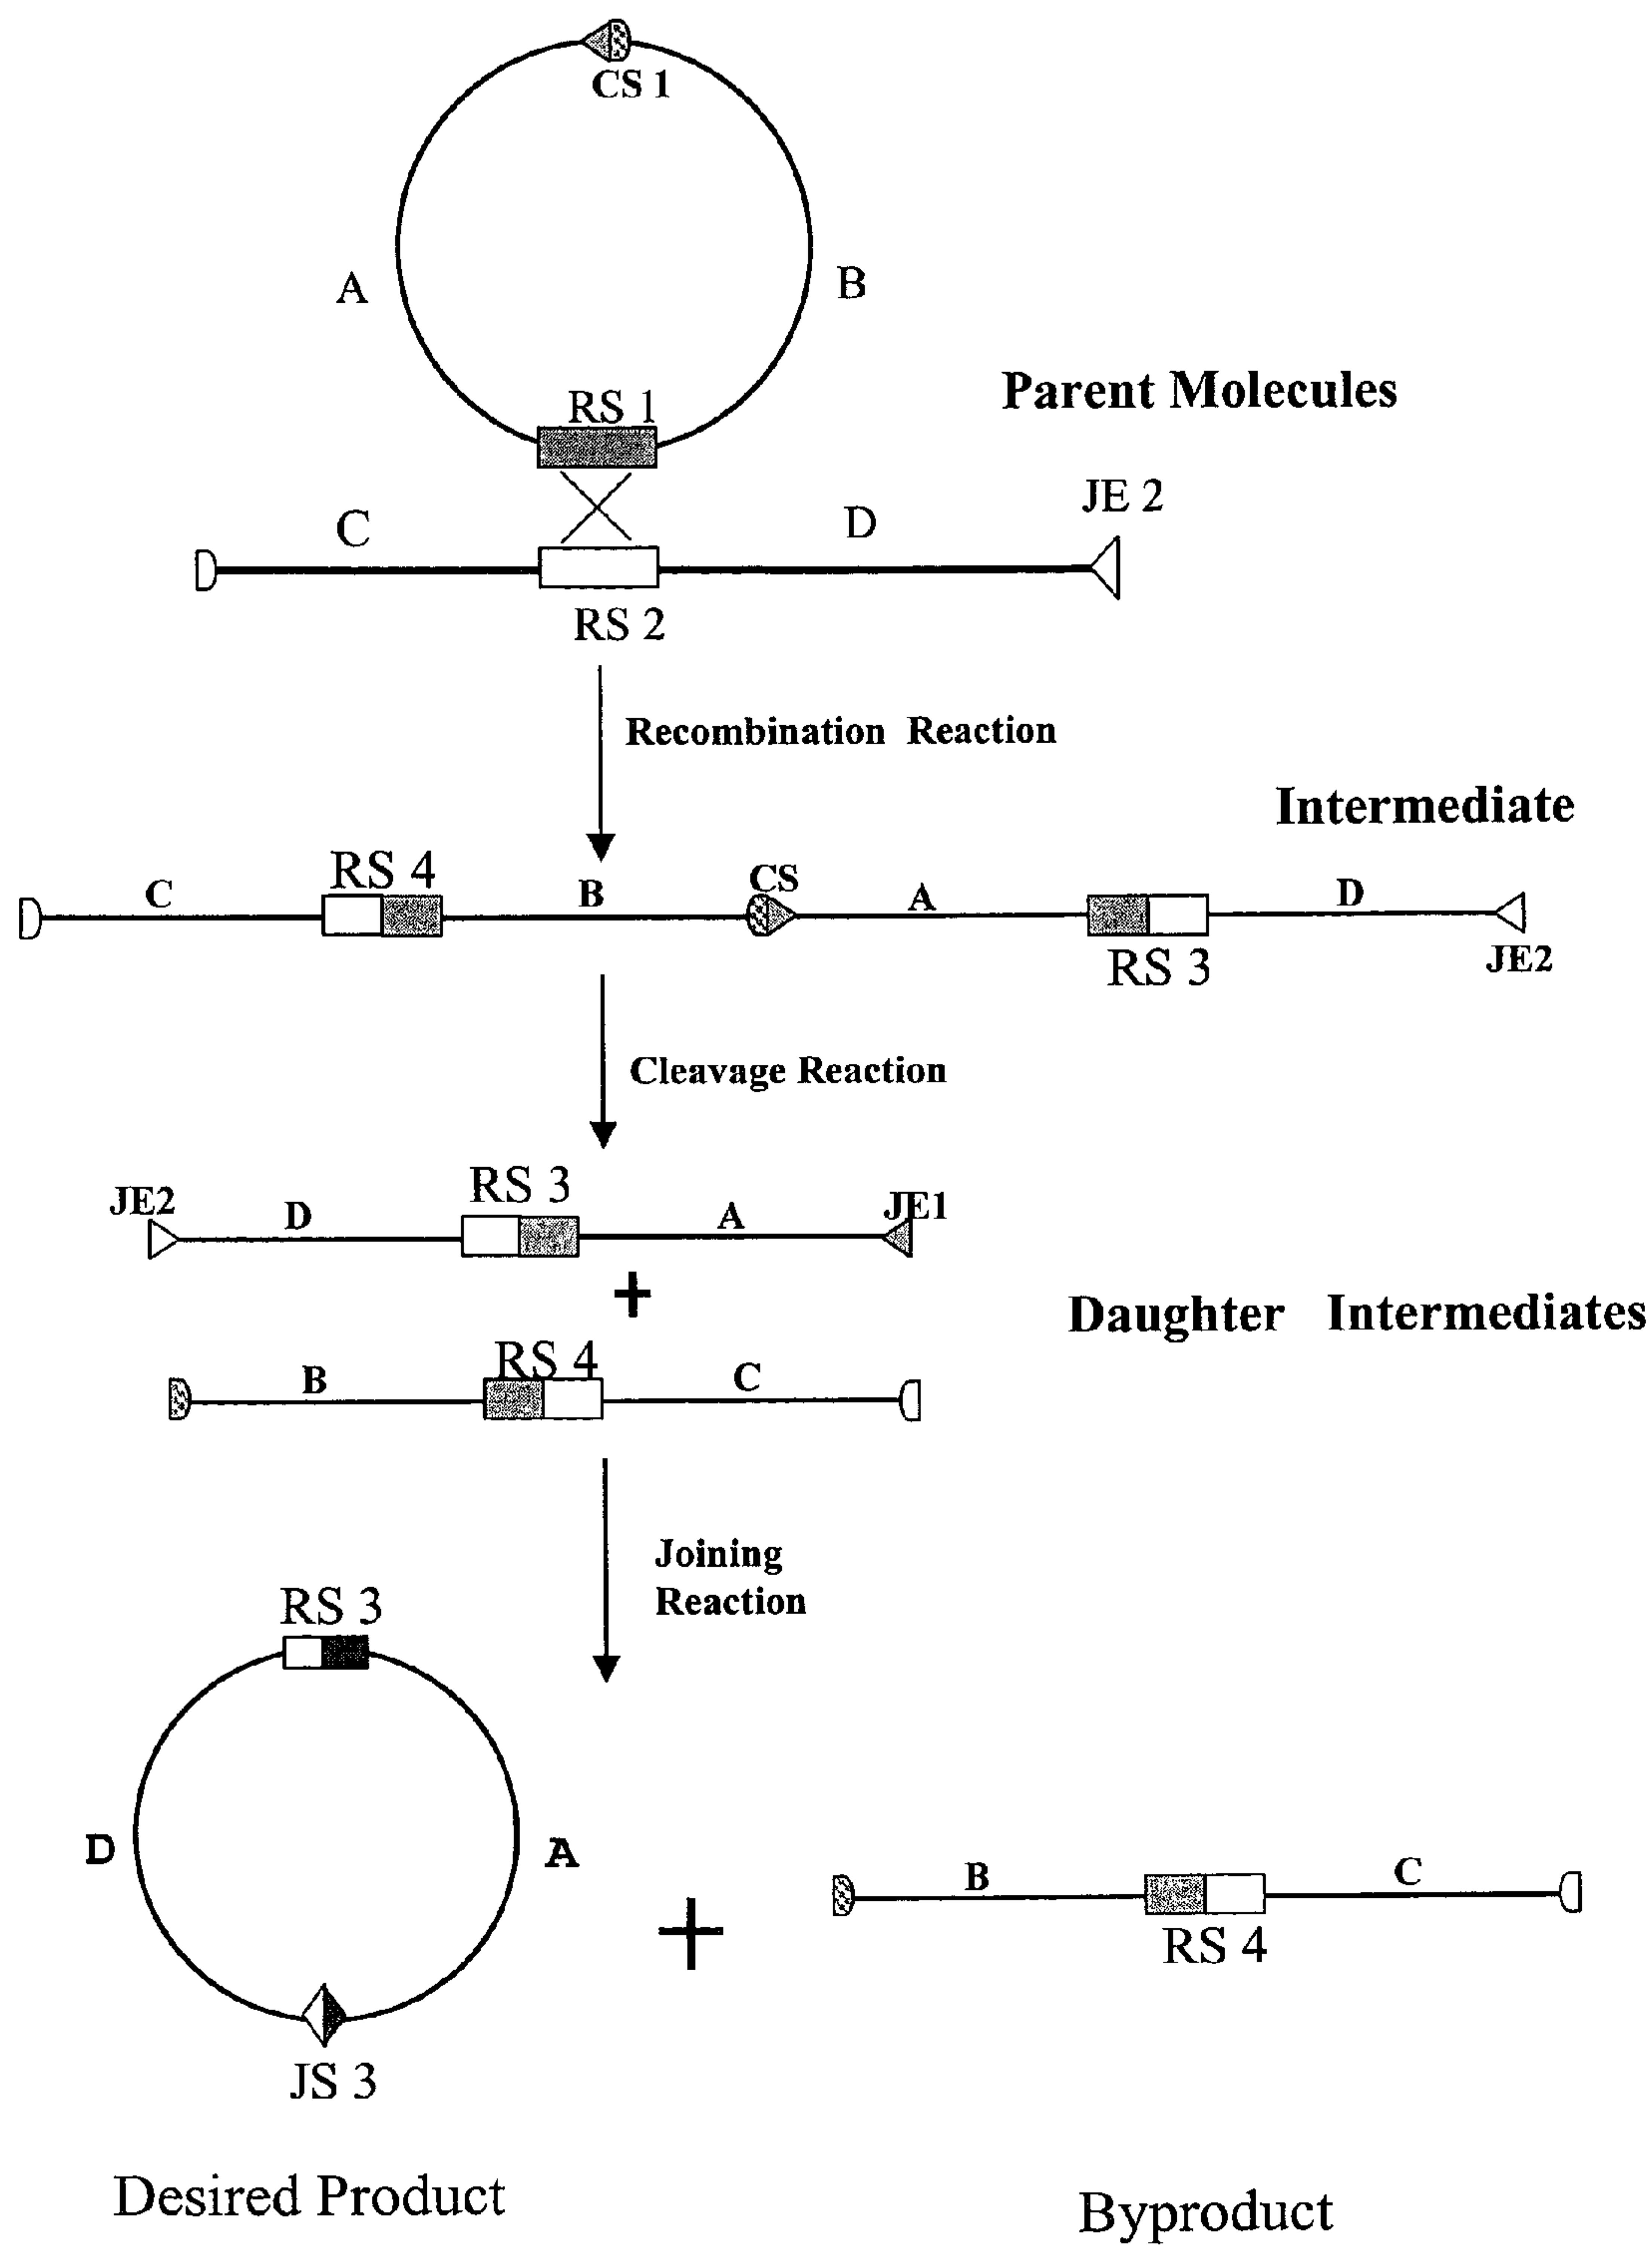 CS 1
A
B
RS 1
Parent Molecules
JE 2
C
D
RS 2
Recombination Reaction
Intermediate
RS 4
C
B
CS
A
D
RS 3
JE2
Cleavage Reaction
RS 3
JE2
D
A
JE1
Daughter Intermediates
RS 4
B
C
Joining
Reaction
RS 3
D
A
B
C
RS 4
JS 3
Desired Product
Byproduct